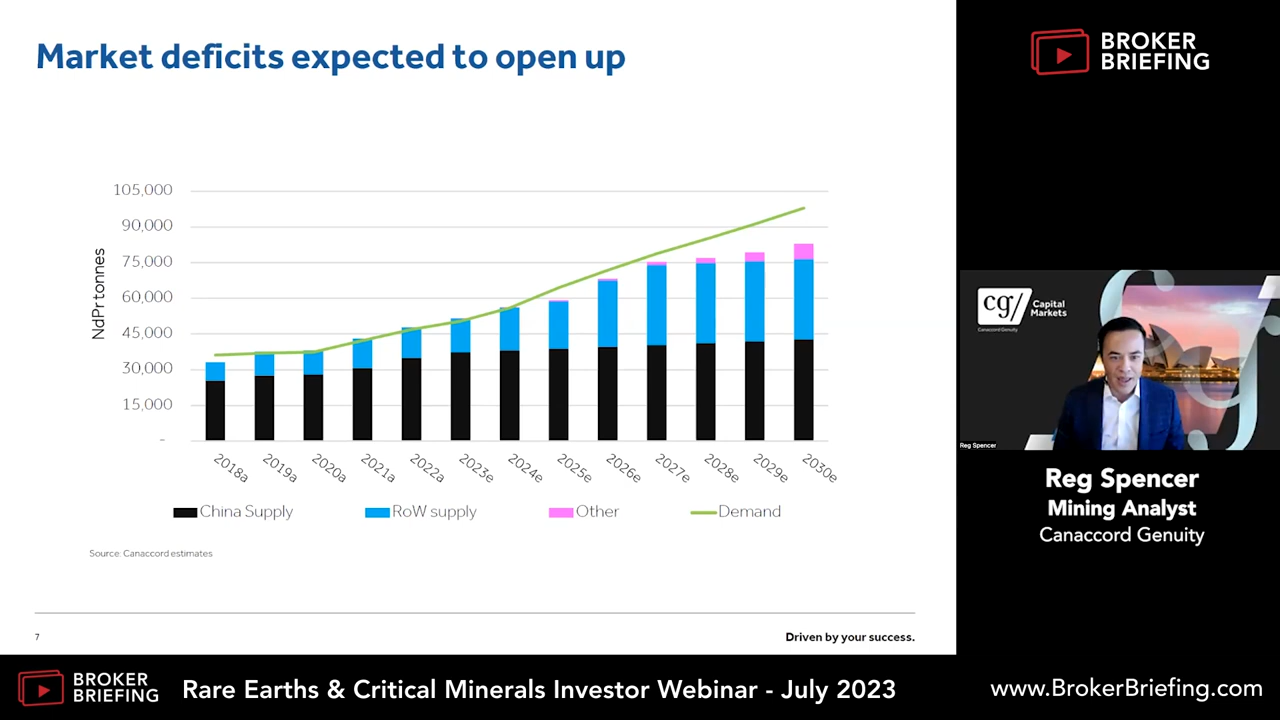 Market deficits expected to open up
NdPr tonnes
105,000
90,000
75,000
60,000
45,000
30,000
15,000
-
2018a
2019a
2020a
2021a
2022a
2023e
2024e
2025e
2026e
2027e
2028e
2029e
2030e
China Supply
RoW supply
Other
Demand
Source: Canaccord estimates
7
Driven by your success.
BROKER
BRIEFING
cg/
Canaccord Genuity
Capital
Markets
Reg Spencer
Reg Spencer
Mining Analyst
Canaccord Genuity
BROKER
BRIEFING
Rare Earths & Critical Minerals Investor Webinar - July 2023
www.BrokerBriefing.com